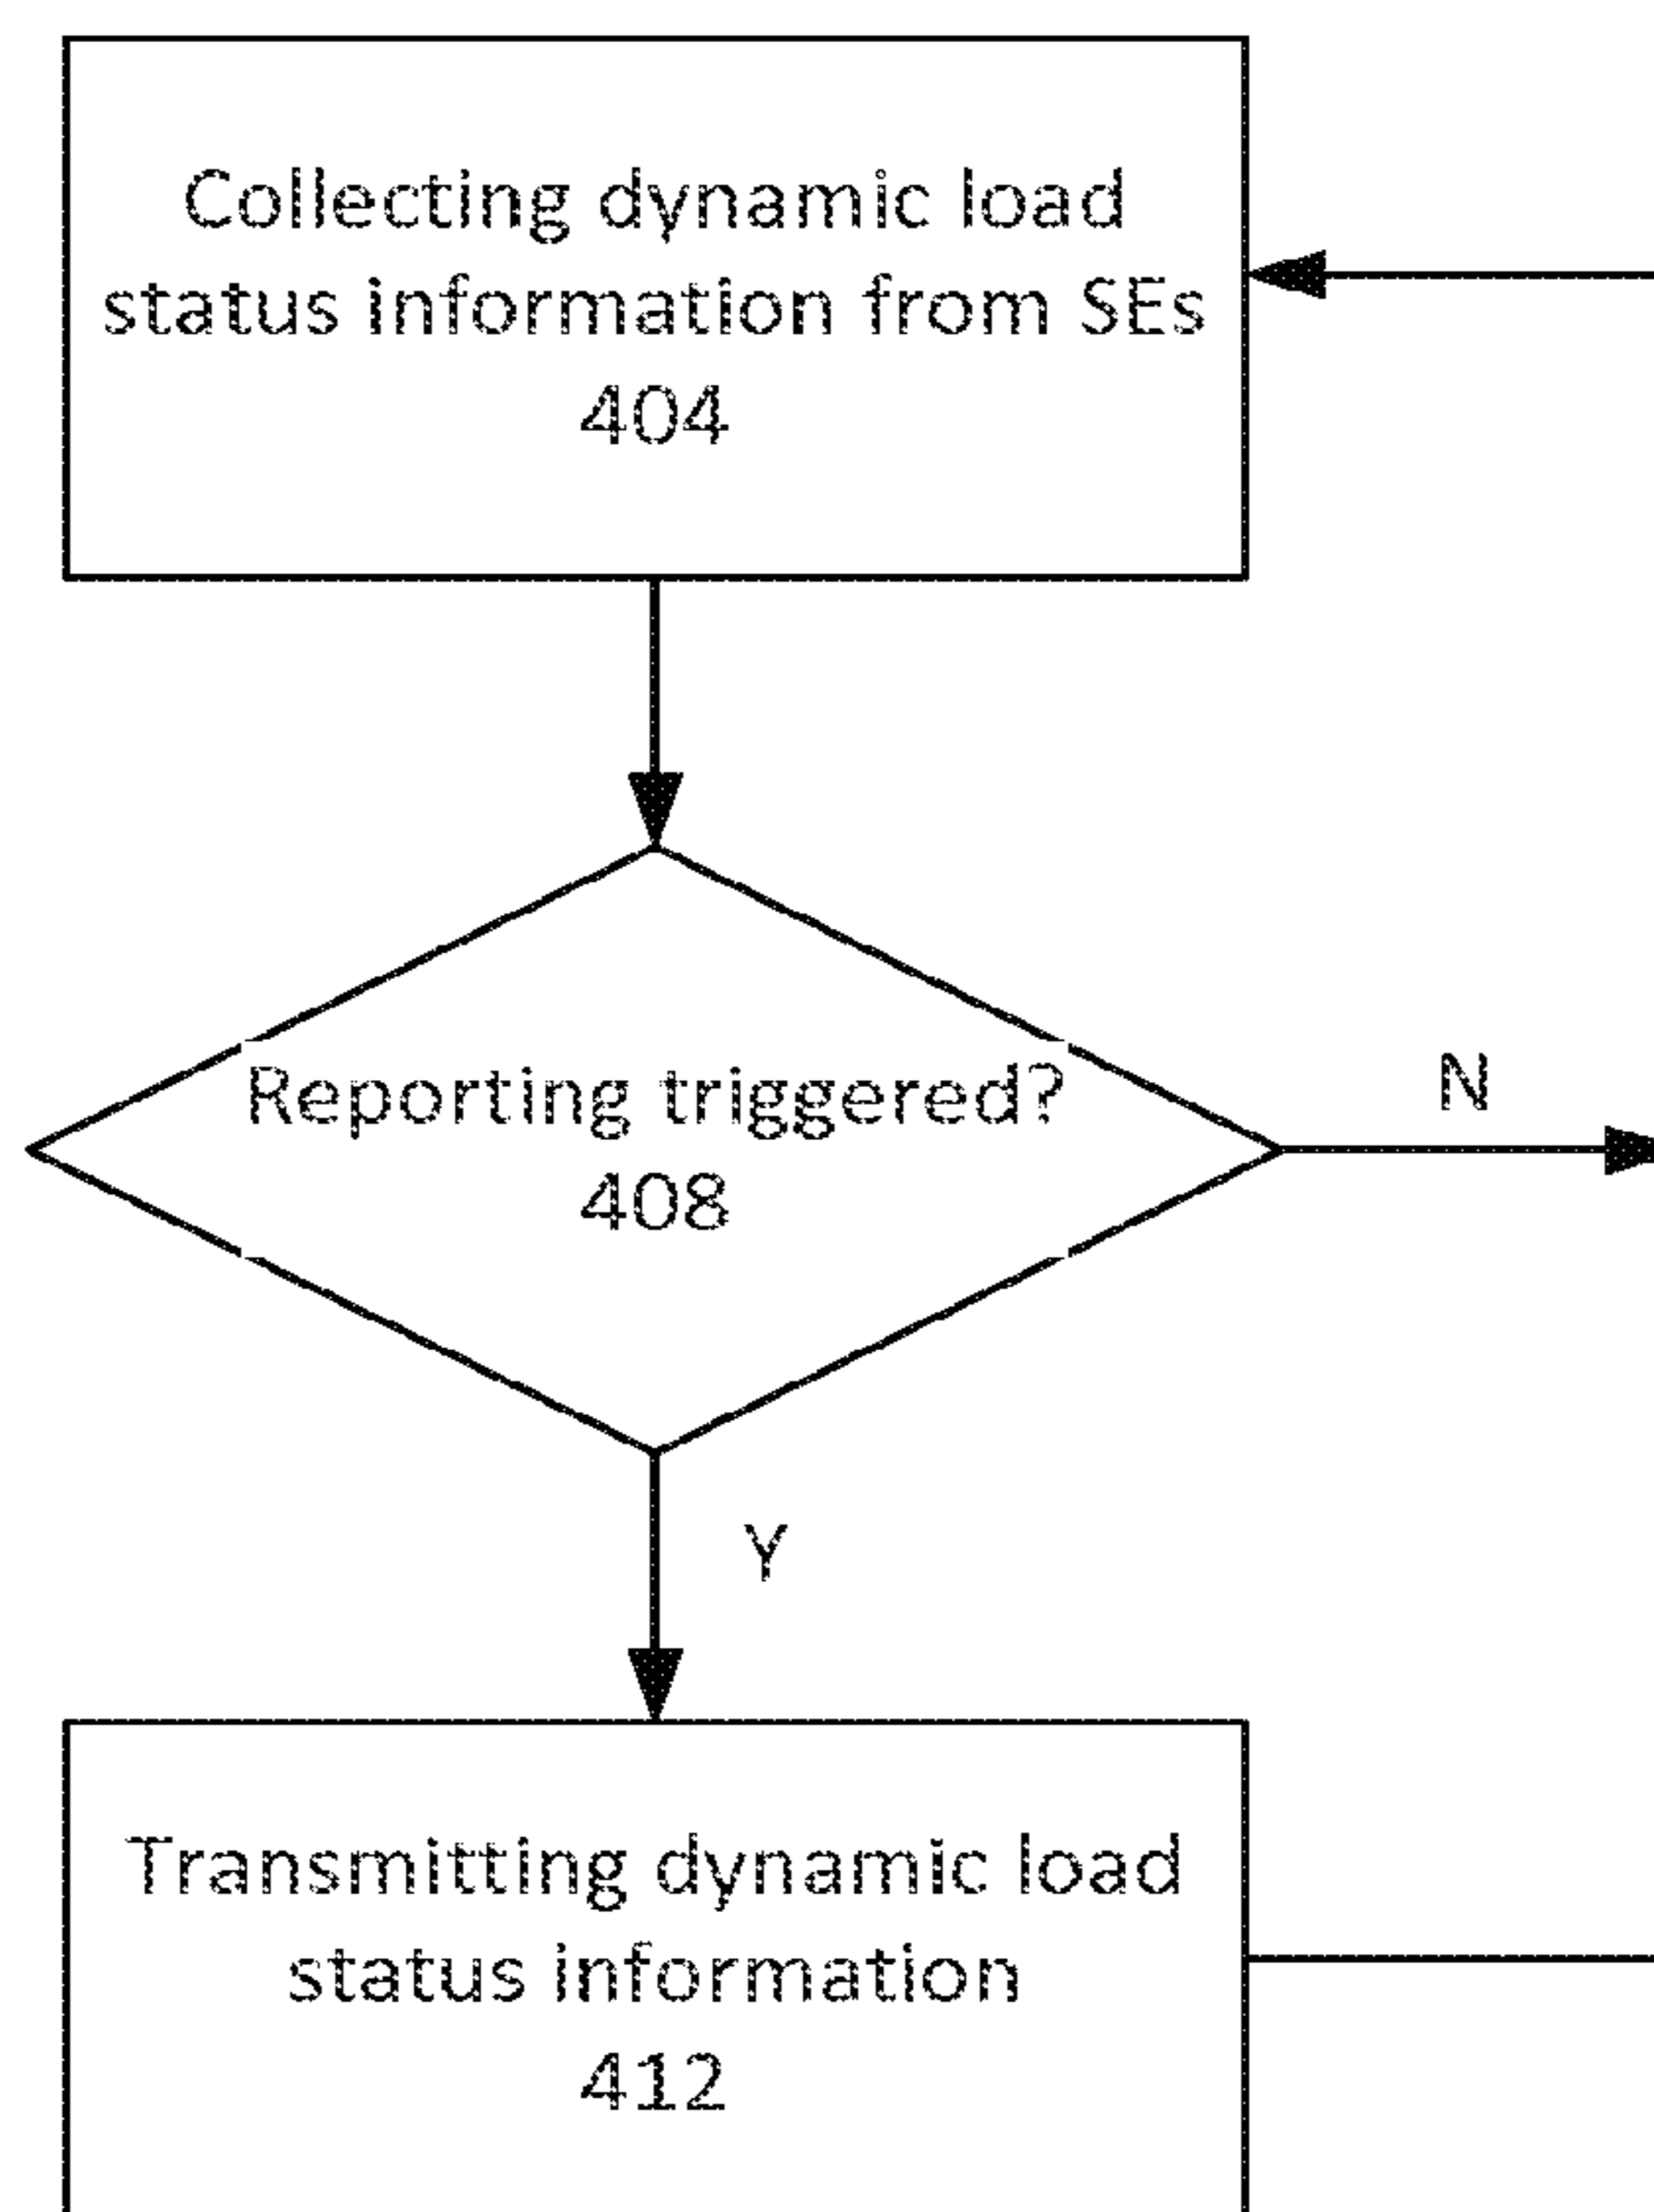 Collecting dynamic load
status information from SEs
404
Reporting triggered?
408
N
Y
Transmitting dynamic load
status information
412